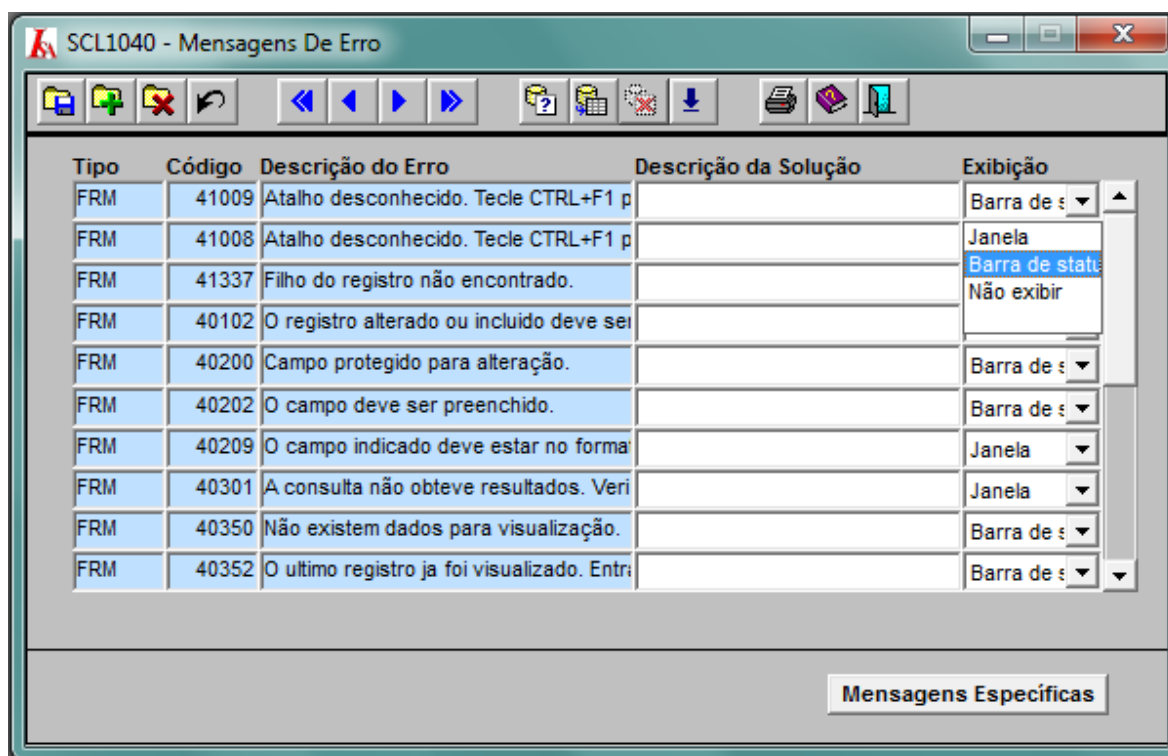 SCL1040 - Mensagens De Erro
Tipo Código Descrição do Erro Descrição da Solução Exibição
FRM 41009 Atalho desconhecido. Tecle CTRL+F1 p Barra de s
FRM 41008 Atalho desconhecido. Tecle CTRL+F1 p Janela
Barra de statu
FRM 41337 Filho do registro não encontrado. Não exibir
FRM 40102 O registro alterado ou incluido deve ser
FRM 40200 Campo protegido para alteração. Barra de s
FRM 40202 O campo deve ser preenchido. Barra de s
FRM 40209 O campo indicado deve estar no format Janela
FRM 40301 A consulta não obteve resultados. Veri Janela
FRM 40350 Não existem dados para visualização. Barra de s
FRM 40352 O ultimo registro ja foi visualizado. Entra Barra de s
Mensagens Específicas